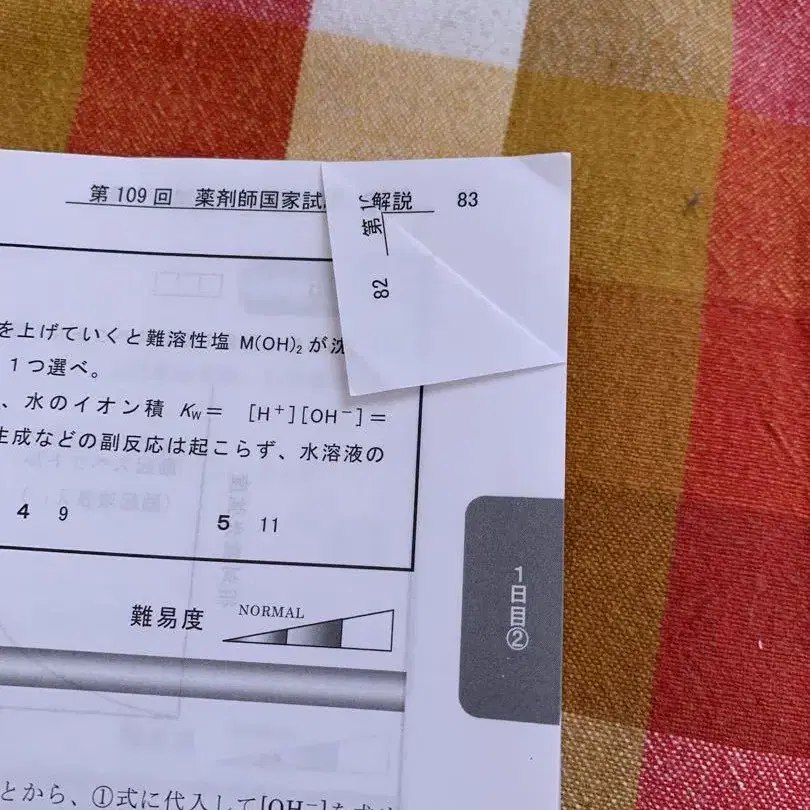 第 109 回　薬剤師国家試
解説　83
第
82
を上げていくと難溶性塩 M(OH)₂ が沈
１つ選べ。
、水のイオン積 Kw＝ [H⁺][OH⁻]＝
生成などの副反応は起こらず、水溶液の
4　9　5　11
難易度 NORMAL
1日目②
とから、①式に代入して[OH⁻]を求め